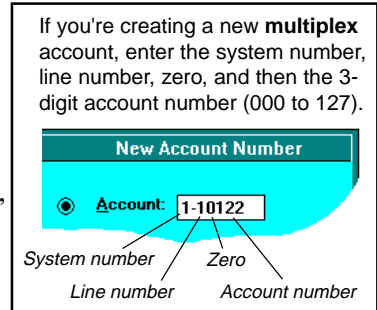 If you're creating a new multiplex
account, enter the system number,
line number, zero, and then the 3-
digit account number (000 to 127).
New Account Number
,
Account: 1-10122
System number
Zero
Line number
Account number